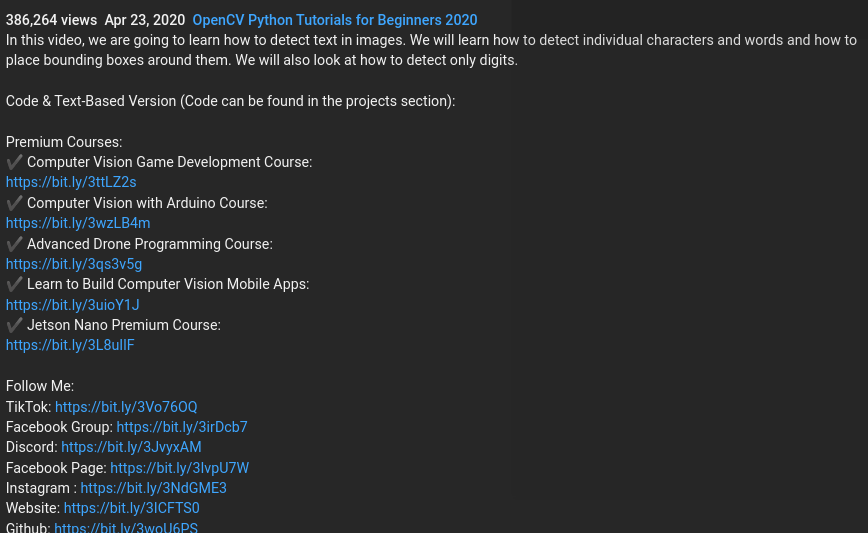 386,264 views Apr 23, 2020 OpenCV Python Tutorials for Beginners 2020
In this video, we are going to learn how to detect text in images. We will learn how to detect individual characters and words and how to
place bounding boxes around them. We will also look at how to detect only digits.
Code & Text-Based Version (Code can be found in the projects section):
Premium Courses:
✔ Computer Vision Game Development Course:
https://bit.ly/3ttLZ2s
✔ Computer Vision with Arduino Course:
https://bit.ly/3wzLB4m
✔ Advanced Drone Programming Course:
https://bit.ly/3qs3v5g
✔ Learn to Build Computer Vision Mobile Apps:
https://bit.ly/3uioY1J
✔ Jetson Nano Premium Course:
https://bit.ly/3L8ulIF
Follow Me:
TikTok: https://bit.ly/3Vo76OQ
Facebook Group: https://bit.ly/3irDcb7
Discord: https://bit.ly/3JvyxAM
Facebook Page: https://bit.ly/3IvpU7W
Instagram : https://bit.ly/3NdGME3
Website: https://bit.ly/3ICFTS0
Github: https://bit.ly/3woU6PS